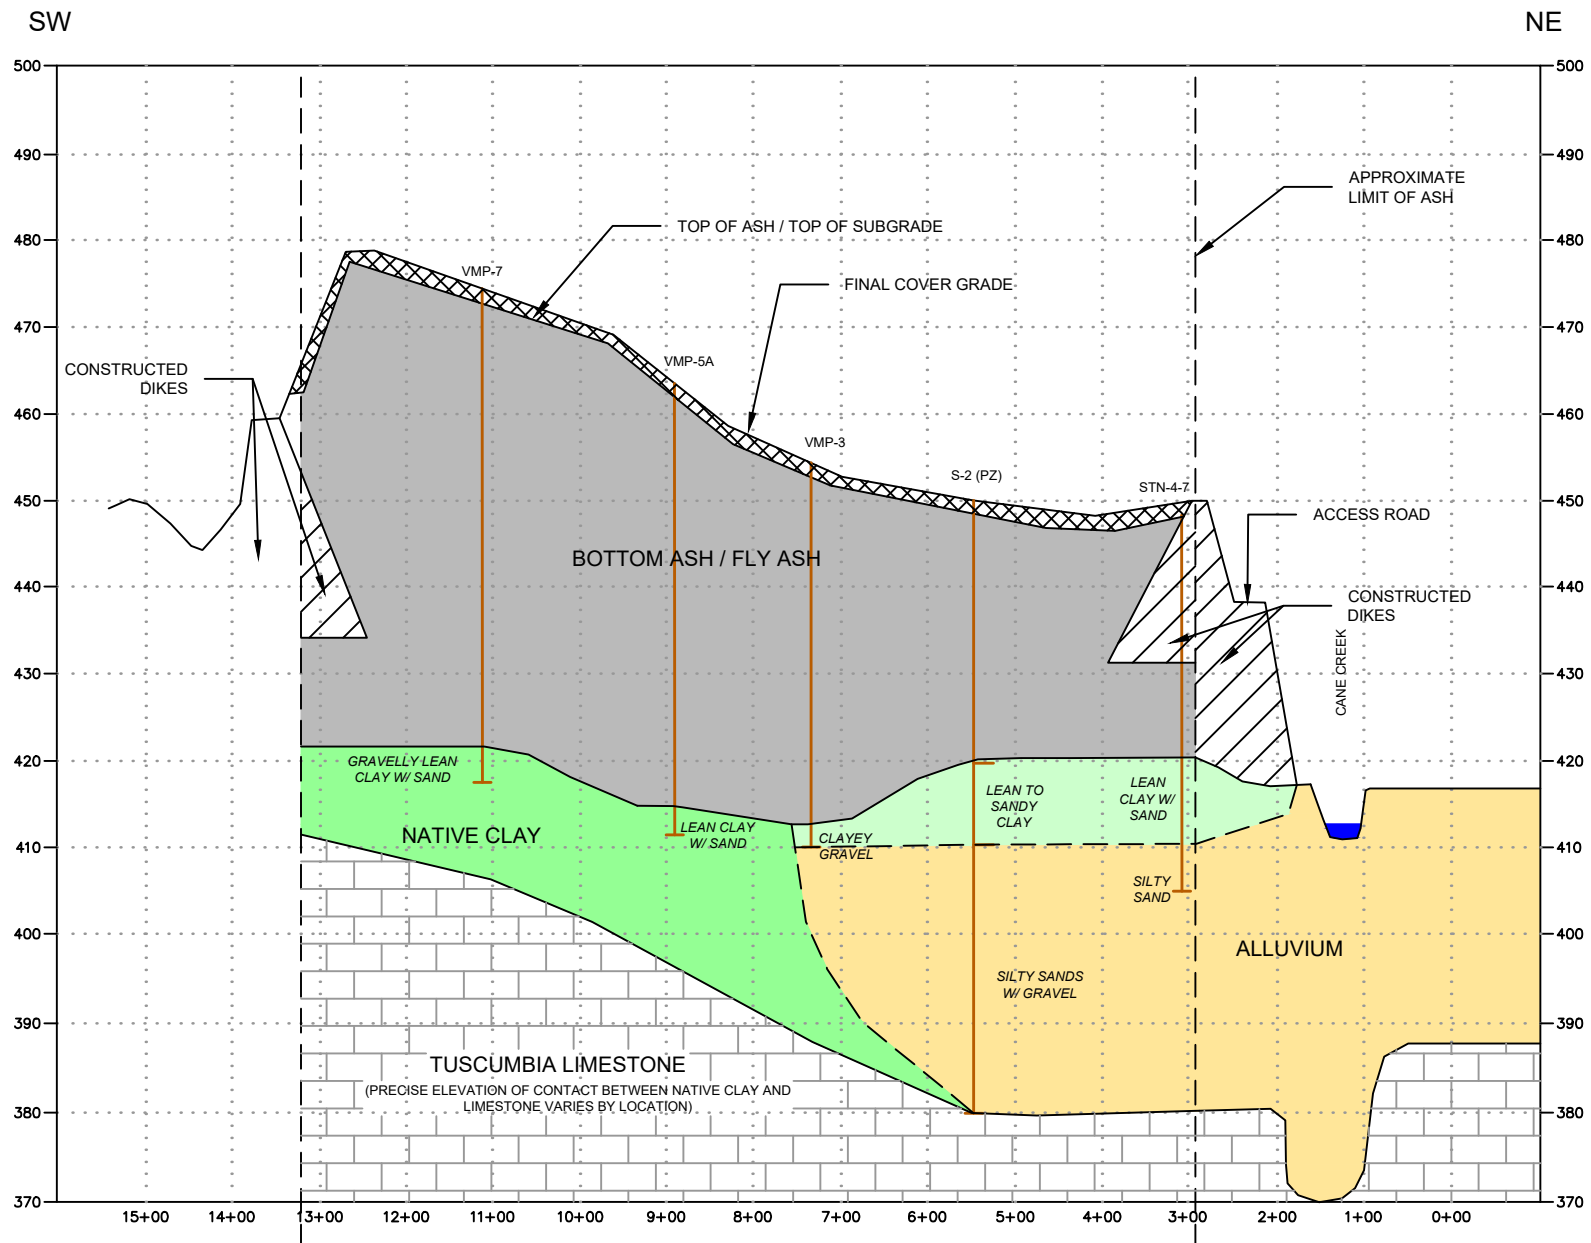 SW
NE
500
500
490
490
APPROXIMATE
LIMIT OF ASH
TOP OF ASH / TOP OF SUBGRADE
480
480
VMP-7
FINAL COVER GRADE
470
470
VMP-5A
CONSTRUCTED
DIKES
460
460
VMP-3
S-2 (PZ)
STN-4-7
450
450
ACCESS ROAD
BOTTOM ASH / FLY ASH
440
440
CONSTRUCTED
DIKES
CANE CREEK
430
430
420
420
GRAVELLY LEAN
CLAY W/ SAND
LEAN TO
SANDY
CLAY
LEAN
CLAY W/
SAND
NATIVE CLAY
LEAN CLAY
W/ SAND
CLAYEY
GRAVEL
410
410
SILTY
SAND
400
400
ALLUVIUM
SILTY SANDS
W/ GRAVEL
390
390
TUSCUMBIA LIMESTONE
(PRECISE ELEVATION OF CONTACT BETWEEN NATIVE CLAY AND
LIMESTONE VARIES BY LOCATION)
380
380
370
370
15+00 14+00 13+00 12+00 11+00 10+00 9+00 8+00 7+00 6+00 5+00 4+00 3+00 2+00 1+00 0+00